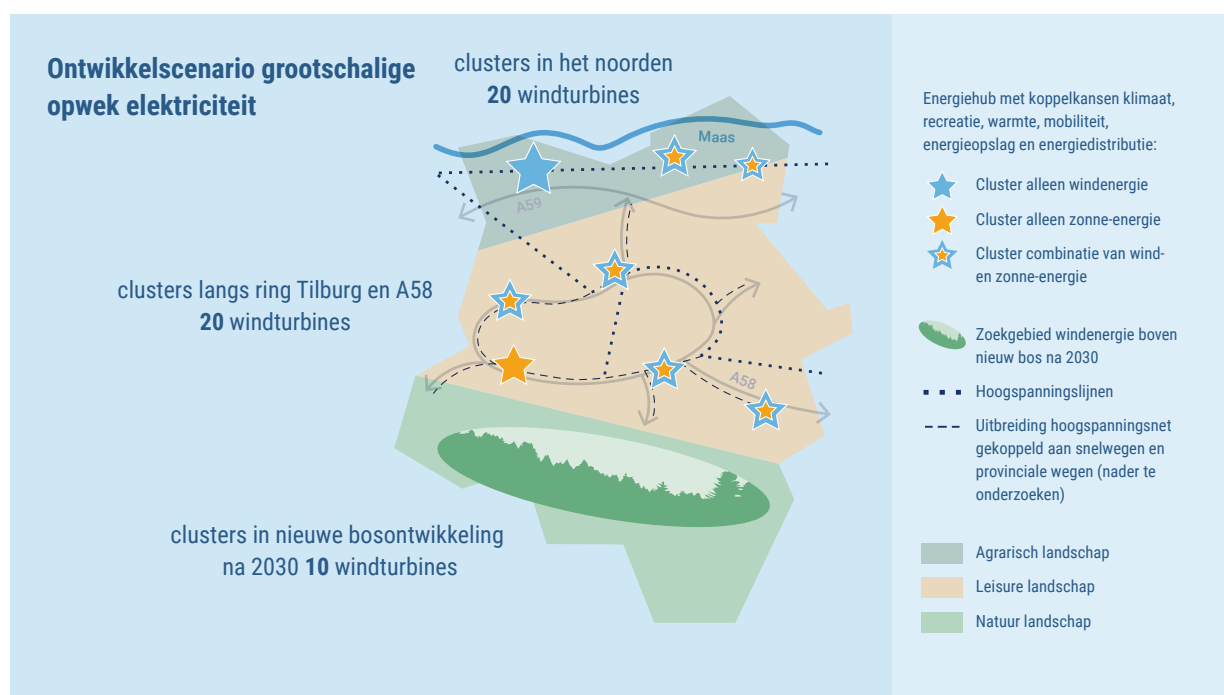 Ontwikkelscenario grootschalige
opwek elektriciteit
clusters in het noorden
20 windturbines
Maas
A59
clusters langs ring Tilburg en A58
20 windturbines
A58
clusters in nieuwe bosontwikkeling
na 2030 10 windturbines
Energiehub met koppelkansen klimaat,
recreatie, warmte, mobiliteit,
energieopslag en energiedistributie:
Cluster alleen windenergie
Cluster alleen zonne-energie
Cluster combinatie van wind-
en zonne-energie
Zoekgebied windenergie boven
nieuw bos na 2030
Hoogspanningslijnen
Uitbreiding hoogspanningsnet
gekoppeld aan snelwegen en
provinciale wegen (nader te
onderzoeken)
Agrarisch landschap
Leisure landschap
Natuur landschap